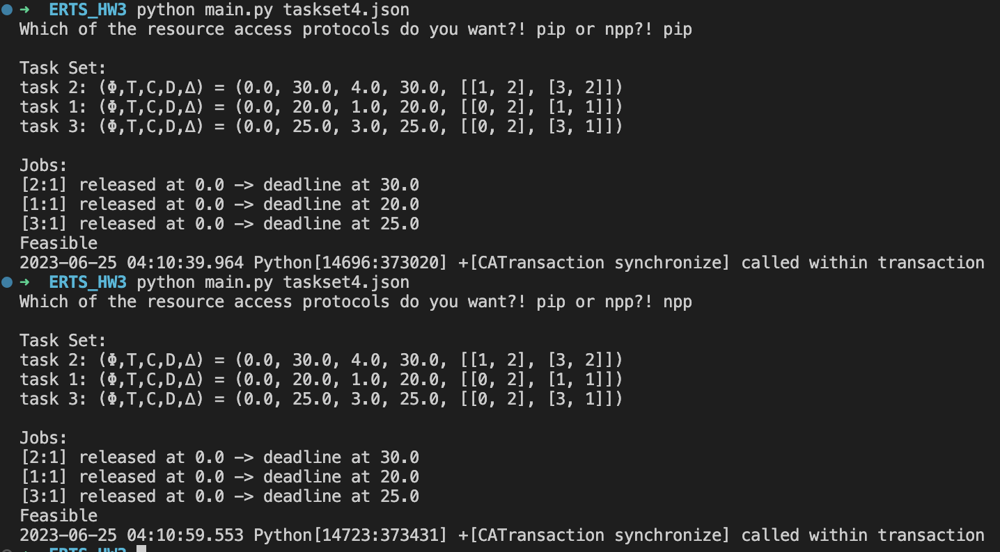 → ERTS_HW3 python main.py taskset4.json
Which of the resource access protocols do you want?! pip or npp?! pip
Task Set:
task 2: (Φ,T,C,D,Δ) = (0.0, 30.0, 4.0, 30.0, [[1, 2], [3, 2]])
task 1: (Φ,T,C,D,Δ) = (0.0, 20.0, 1.0, 20.0, [[0, 2], [1, 1]])
task 3: (Φ,T,C,D,Δ) = (0.0, 25.0, 3.0, 25.0, [[0, 2], [3, 1]])
Jobs:
[2:1] released at 0.0 -> deadline at 30.0
[1:1] released at 0.0 -> deadline at 20.0
[3:1] released at 0.0 -> deadline at 25.0
Feasible
2023-06-25 04:10:39.964 Python[14696:373020] +[CATransaction synchronize] called within transaction
→ ERTS_HW3 python main.py taskset4.json
Which of the resource access protocols do you want?! pip or npp?! npp
Task Set:
task 2: (Φ,T,C,D,Δ) = (0.0, 30.0, 4.0, 30.0, [[1, 2], [3, 2]])
task 1: (Φ,T,C,D,Δ) = (0.0, 20.0, 1.0, 20.0, [[0, 2], [1, 1]])
task 3: (Φ,T,C,D,Δ) = (0.0, 25.0, 3.0, 25.0, [[0, 2], [3, 1]])
Jobs:
[2:1] released at 0.0 -> deadline at 30.0
[1:1] released at 0.0 -> deadline at 20.0
[3:1] released at 0.0 -> deadline at 25.0
Feasible
2023-06-25 04:10:59.553 Python[14723:373431] +[CATransaction synchronize] called within transaction
→ ERTS_HW3